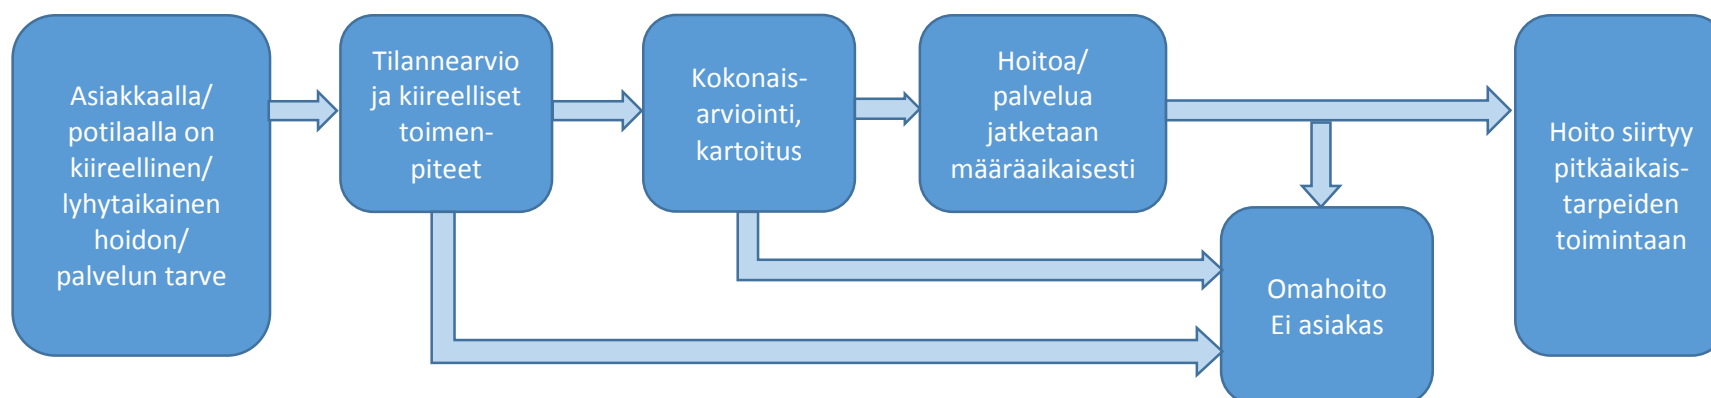 Asiakkaalla/
potilaalla on
kiireellinen/
lyhytaikainen
hoidon/
palvelun tarve
Tilannearvio
ja kiireelliset
toimen-
piteet
Kokonais-
arviointi,
kartoitus
Hoitoa/
palvelua
jatketaan
määräaikaisesti
Omahoito
Ei asiakas
Hoito siirtyy
pitkäaikais-
tarpeiden
toimintaan